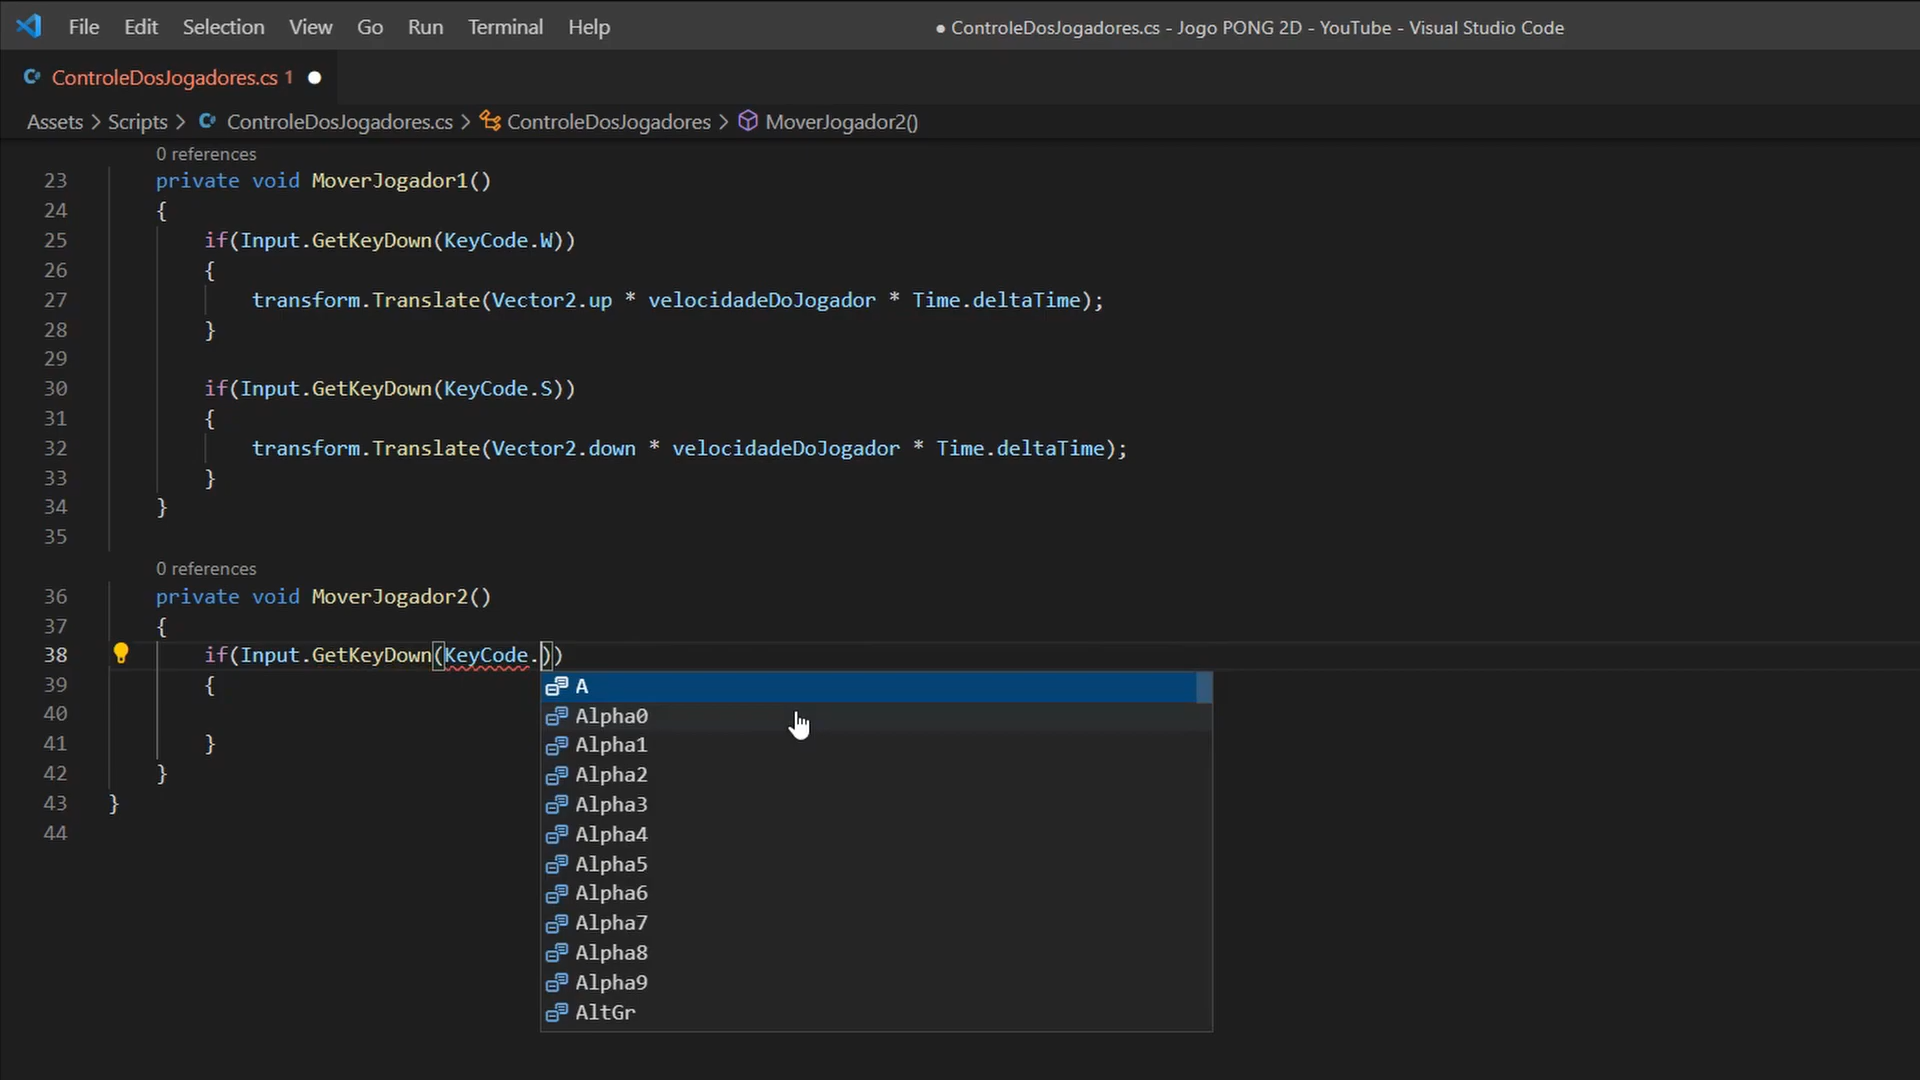 File Edit Selection View Go Run Terminal Help
● ControleDosJogadores.cs - Jogo PONG 2D - YouTube - Visual Studio Code
ControleDosJogadores.cs 1 ●
Assets > Scripts > ControleDosJogadores.cs > ControleDosJogadores > MoverJogador2()
0 references
23 private void MoverJogador1()
24 {
25 if(Input.GetKeyDown(KeyCode.W))
26 {
27 transform.Translate(Vector2.up * velocidadeDoJogador * Time.deltaTime);
28 }
29
30 if(Input.GetKeyDown(KeyCode.S))
31 {
32 transform.Translate(Vector2.down * velocidadeDoJogador * Time.deltaTime);
33 }
34 }
35
0 references
36 private void MoverJogador2()
37 {
38 if(Input.GetKeyDown(KeyCode.))
39 {
40
41 }
42 }
43 }
44
A
Alpha0
Alpha1
Alpha2
Alpha3
Alpha4
Alpha5
Alpha6
Alpha7
Alpha8
Alpha9
AltGr